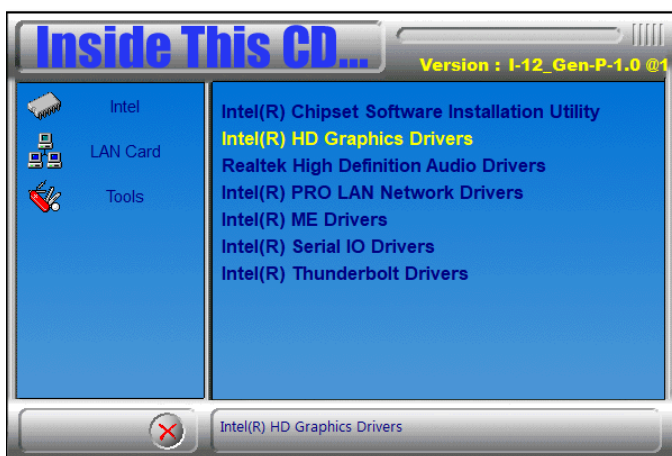 Inside This CD...
Version : I-12_Gen-P-1.0 @1
Intel
LAN Card
Tools
Intel(R) Chipset Software Installation Utility
Intel(R) HD Graphics Drivers
Realtek High Definition Audio Drivers
Intel(R) PRO LAN Network Drivers
Intel(R) ME Drivers
Intel(R) Serial IO Drivers
Intel(R) Thunderbolt Drivers
Intel(R) HD Graphics Drivers